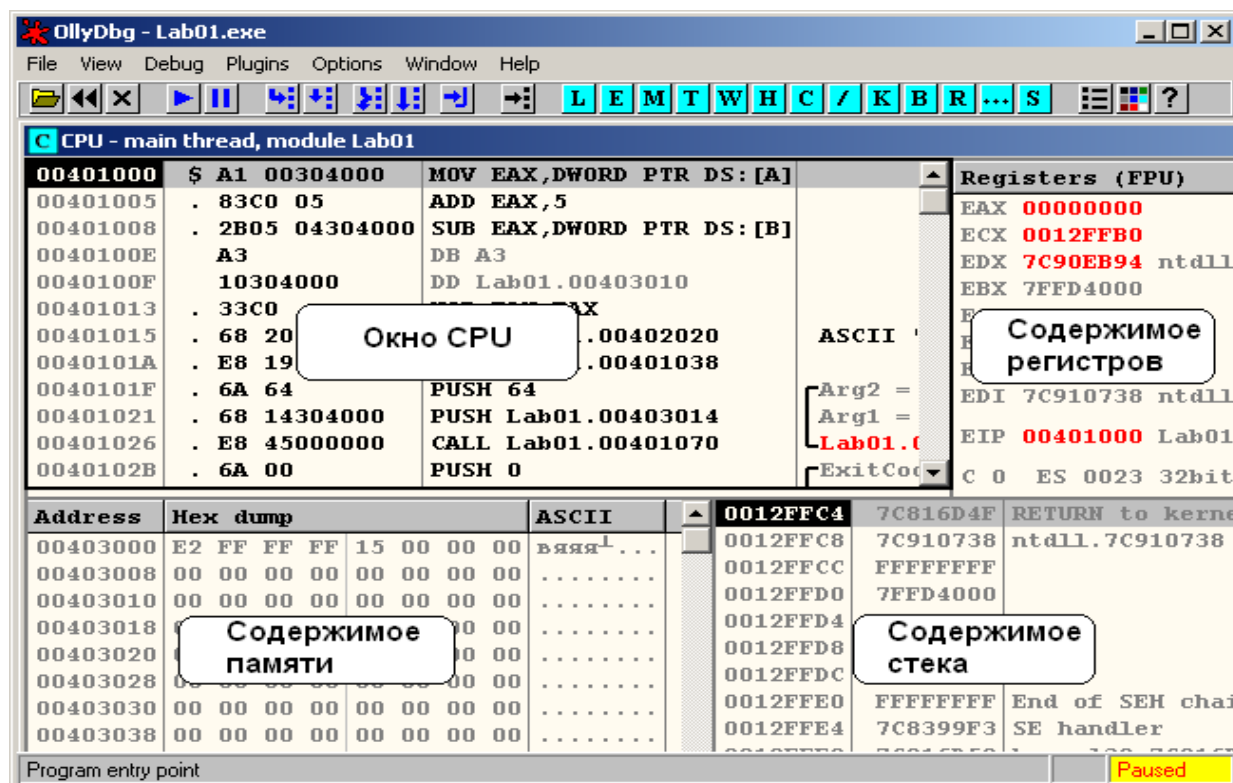 OllyDbg - Lab01.exe
File View Debug Plugins Options Window Help
L E M T W H C / K B R ... S ?
C CPU - main thread, module Lab01
00401000 $ A1 00304000 MOV EAX,DWORD PTR DS:[A]
00401005 . 83C0 05 ADD EAX,5
00401008 . 2B05 04304000 SUB EAX,DWORD PTR DS:[B]
0040100E A3 DB A3
0040100F 10304000 DD Lab01.00403010
00401013 . 33C0
00401015 . 68 20 .00402020 ASCII
0040101A . E8 19 .00401038
0040101F . 6A 64 PUSH 64 Arg2 =
00401021 . 68 14304000 PUSH Lab01.00403014 Arg1 =
00401026 . E8 45000000 CALL Lab01.00401070
0040102B . 6A 00 PUSH 0
Окно CPU
Registers (FPU)
EAX 00000000
ECX 0012FFB0
EDX 7C90EB94 ntdll
EBX 7FFD4000
Содержимое
регистров
EDI 7C910738 ntdll
EIP 00401000 Lab01
C 0 ES 0023 32bit
Address Hex dump ASCII
00403000 E2 FF FF FF 15 00 00 00 вяяя┴...
00403008 00 00 00 00 00 00 00 00 ........
00403010 00 00 00 00 00 00 00 00 ........
00403018 00 00 ........
00403020 00 ........
00403028 00 00 ........
00403030 00 00 00 00 00 00 00 00 ........
00403038 00 00 00 00 00 00 00 00 ........
Содержимое
памяти
0012FFC4 7C816D4F RETURN to kerne
0012FFC8 7C910738 ntdll.7C910738
0012FFCC FFFFFFFF
0012FFD0 7FFD4000
0012FFD4
0012FFD8
0012FFDC
0012FFE0 FFFFFFFF End of SEH chai
0012FFE4 7C8399F3 SE handler
Содержимое
стека
Program entry point Paused